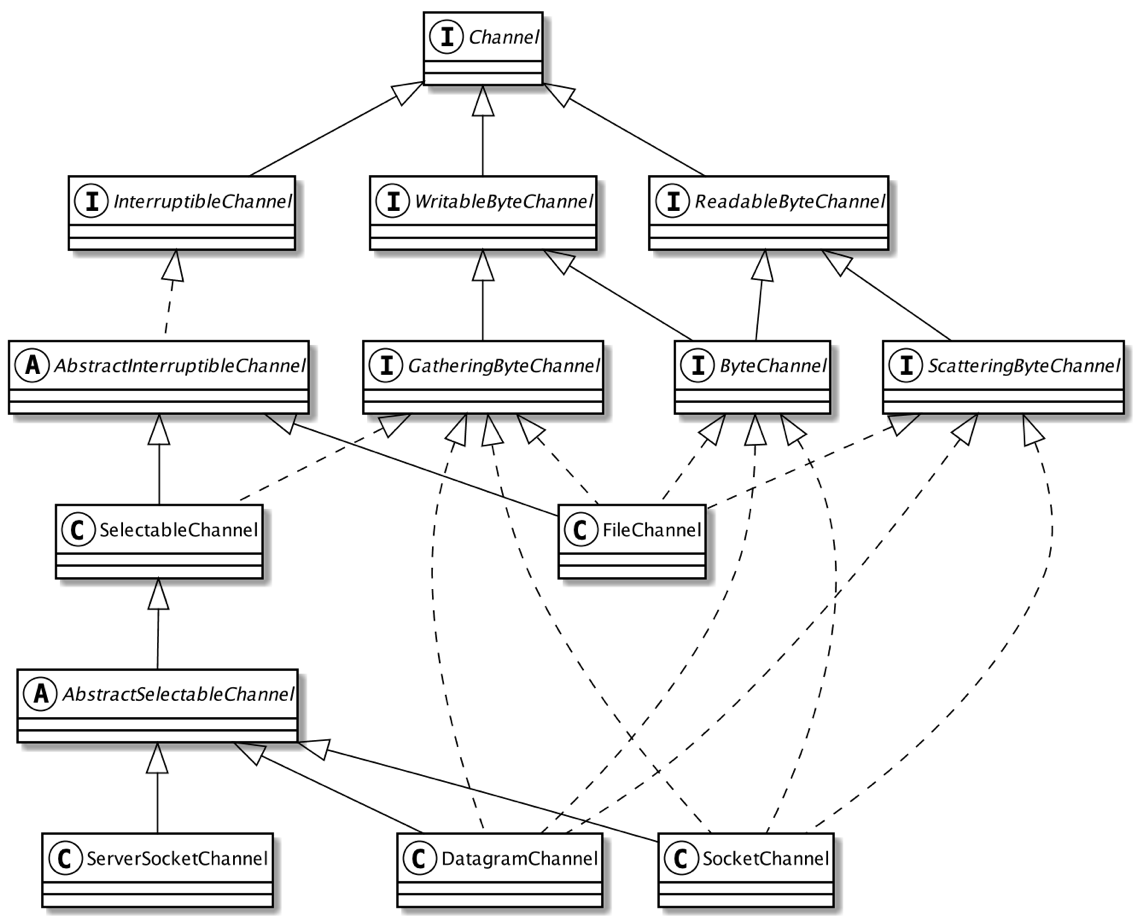 I Channel
I InterruptibleChannel
I WritableByteChannel
I ReadableByteChannel
A AbstractInterruptibleChannel
I GatheringByteChannel
I ByteChannel
I ScatteringByteChannel
C SelectableChannel
C FileChannel
A AbstractSelectableChannel
C ServerSocketChannel
C DatagramChannel
C SocketChannel